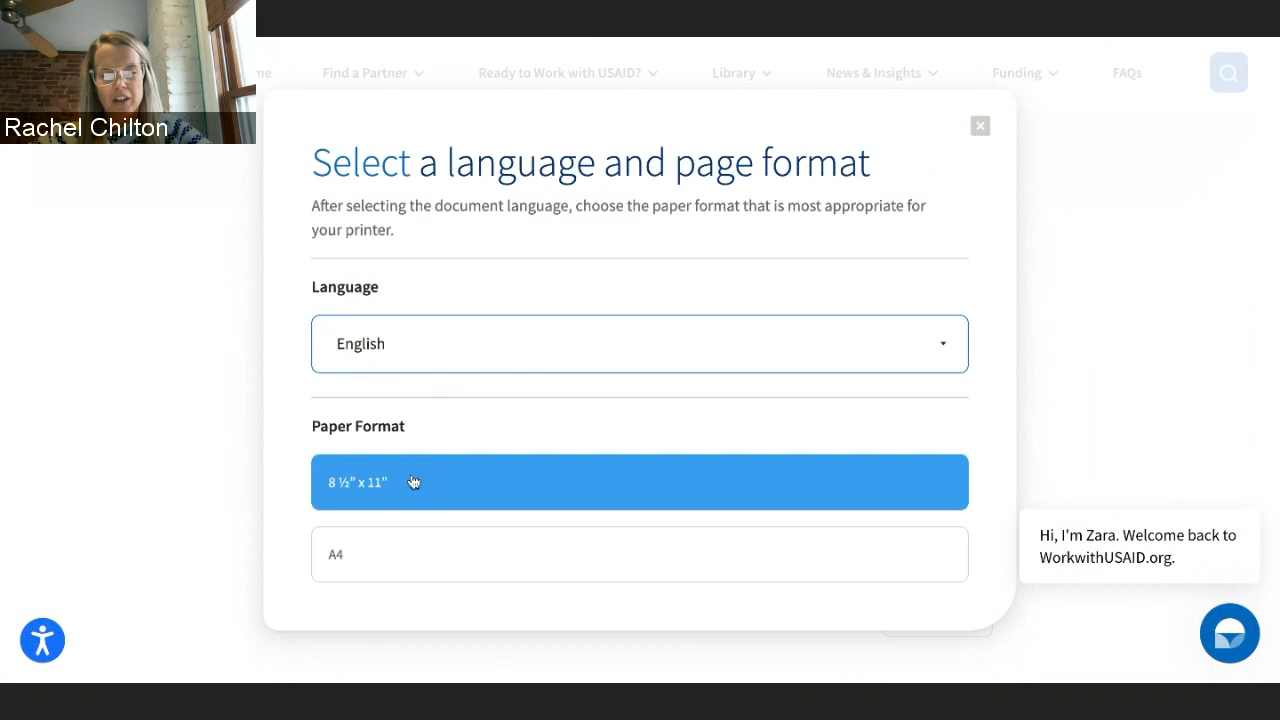 me
Find a Partner
Ready to Work with USAID?
Library
News & Insights
Funding
FAQs
Rachel Chilton
Select a language and page format
After selecting the document language, choose the paper format that is most appropriate for
your printer.
Language
English
Paper Format
8 ½” x 11”
A4
Hi, I'm Zara. Welcome back to
WorkwithUSAID.org.